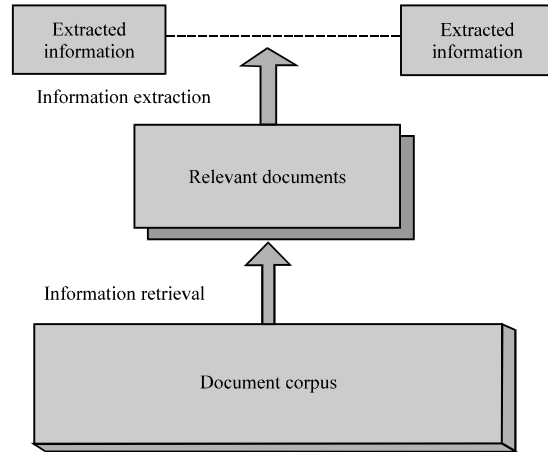 Extracted
information
Extracted
information
Information extraction
Relevant documents
Information retrieval
Document corpus